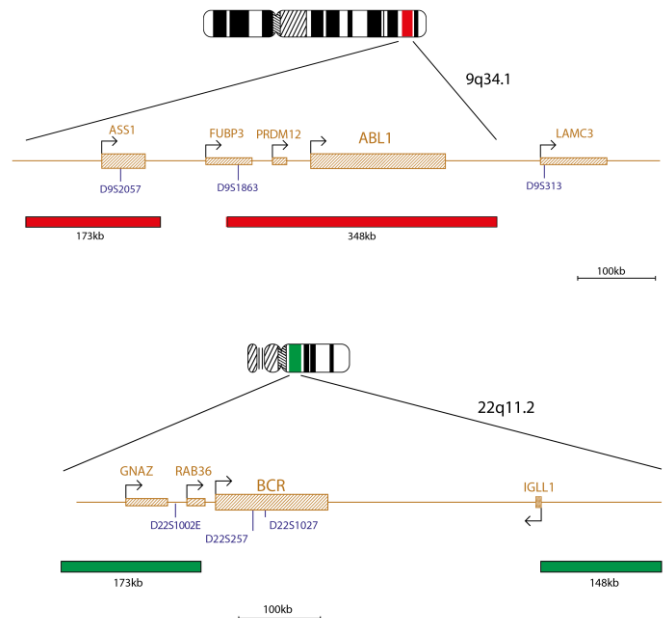 9q34.1
ASS1 FUBP3 PRDM12 ABL1 LAMC3
D9S2057 D9S1863 D9S313
173kb 348kb
100kb
22q11.2
GNAZ RAB36 BCR IGLL1
D22S1002E D22S1027
D22S257
173kb 148kb
100kb